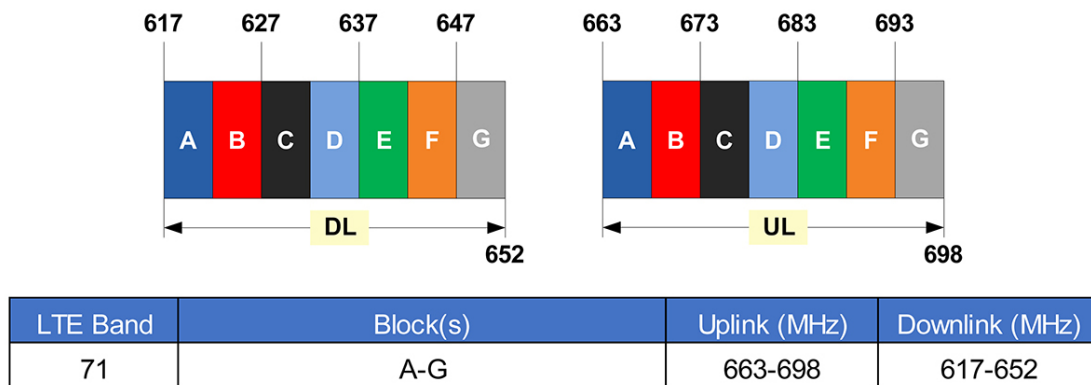 617 627 637 647 663 673 683 693
A B C D E F G A B C D E F G
DL UL
652 698
LTE Band Block(s) Uplink (MHz) Downlink (MHz)
71 A-G 663-698 617-652